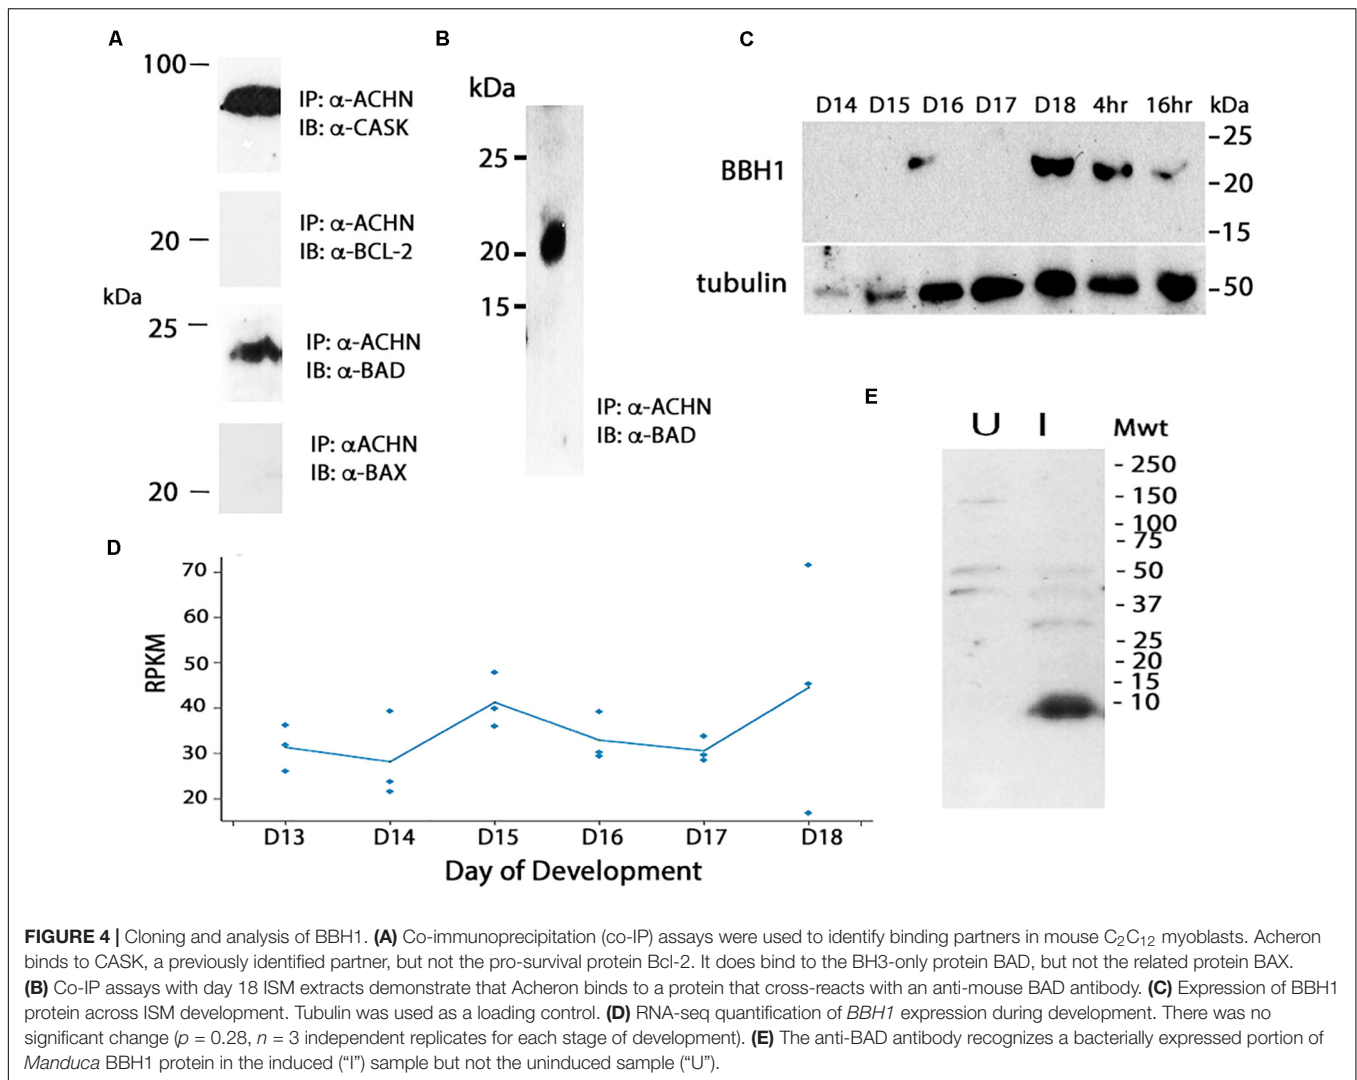 A
100
IP: α-ACHN
IB: α-CASK
IP: α-ACHN
IB: α-BCL-2
20
kDa
25
IP: α-ACHN
IB: α-BAD
IP: αACHN
IB: α-BAX
20
B
kDa
25
20
15
IP: α-ACHN
IB: α-BAD
C
D14 D15 D16 D17 D18 4hr 16hr kDa
BBH1
-25
-20
-15
tubulin
-50
D
RPKM
70
60
50
40
30
20
D13 D14 D15 D16 D17 D18
Day of Development
E
U I Mwt
- 250
- 150
- 100
- 75
- 50
- 37
- 25
- 20
- 15
- 10
FIGURE 4 | Cloning and analysis of BBH1. (A) Co-immunoprecipitation (co-IP) assays were used to identify binding partners in mouse C2C12 myoblasts. Acheron
binds to CASK, a previously identified partner, but not the pro-survival protein Bcl-2. It does bind to the BH3-only protein BAD, but not the related protein BAX.
(B) Co-IP assays with day 18 ISM extracts demonstrate that Acheron binds to a protein that cross-reacts with an anti-mouse BAD antibody. (C) Expression of BBH1
protein across ISM development. Tubulin was used as a loading control. (D) RNA-seq quantification of BBH1 expression during development. There was no
significant change (p = 0.28, n = 3 independent replicates for each stage of development). (E) The anti-BAD antibody recognizes a bacterially expressed portion of
Manduca BBH1 protein in the induced (“I”) sample but not the uninduced sample (“U”).